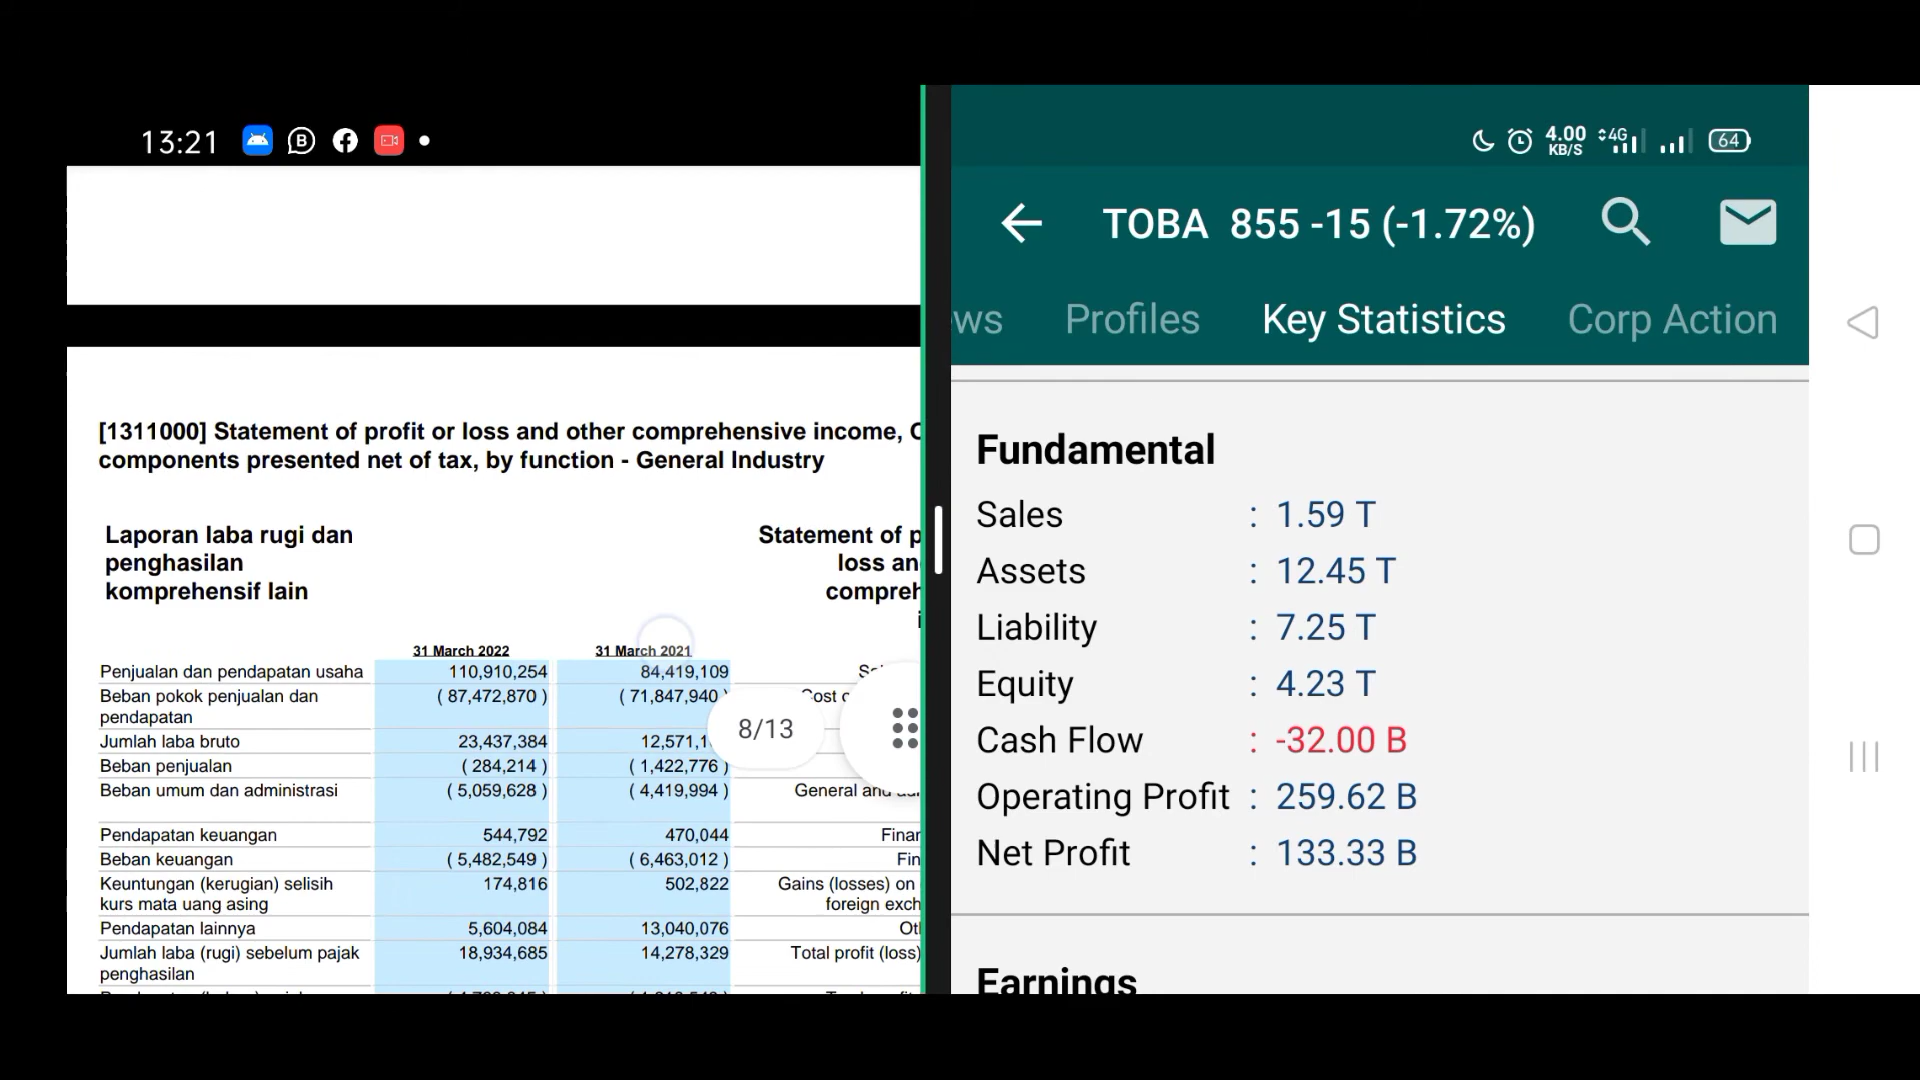 13:21
[1311000] Statement of profit or loss and other comprehensive income,
components presented net of tax, by function - General Industry
Laporan laba rugi dan
penghasilan
komprehensif lain
Statement of
loss
31 March 2022 31 March 2021
Penjualan dan pendapatan usaha 110,910,254 84,419,109
Beban pokok penjualan dan ( 87,472,870 ) ( 71,847,940
pendapatan
Jumlah laba bruto 23,437,384
Beban penjualan ( 284,214 ) ( 1,422,776 )
Beban umum dan administrasi ( 5,059,628 ) ( 4,419,994 ) General
Pendapatan keuangan 544,792 470,044
Beban keuangan ( 5,482,549 ) ( 6,463,012 )
Keuntungan (kerugian) selisih 174,816 502,822 Gains (losses) on
kurs mata uang asing
Pendapatan lainnya 5,604,084 13,040,076
Jumlah laba (rugi) sebelum pajak 18,934,685 14,278,329 Total profit (loss)
penghasilan
8/13
4.00
KB/S
4G
64
TOBA 855 -15 (-1.72%)
Profiles Key Statistics Corp Action
Fundamental
Sales : 1.59 T
Assets : 12.45 T
Liability : 7.25 T
Equity : 4.23 T
Cash Flow : -32.00 B
Operating Profit : 259.62 B
Net Profit : 133.33 B
Earnings